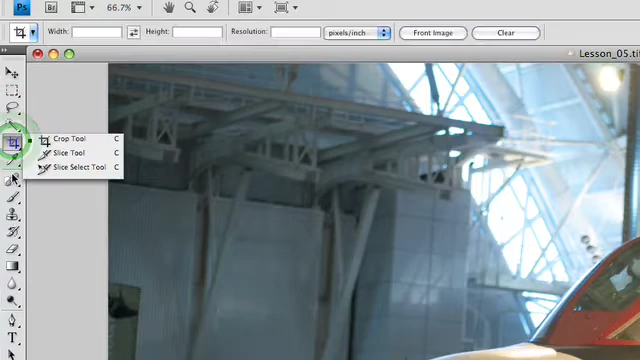 Ps Br 66.7%
Width: Height: Resolution: pixels/inch Front Image Clear
Lesson_05.ti
Crop Tool C
Slice Tool C
Slice Select Tool C
T